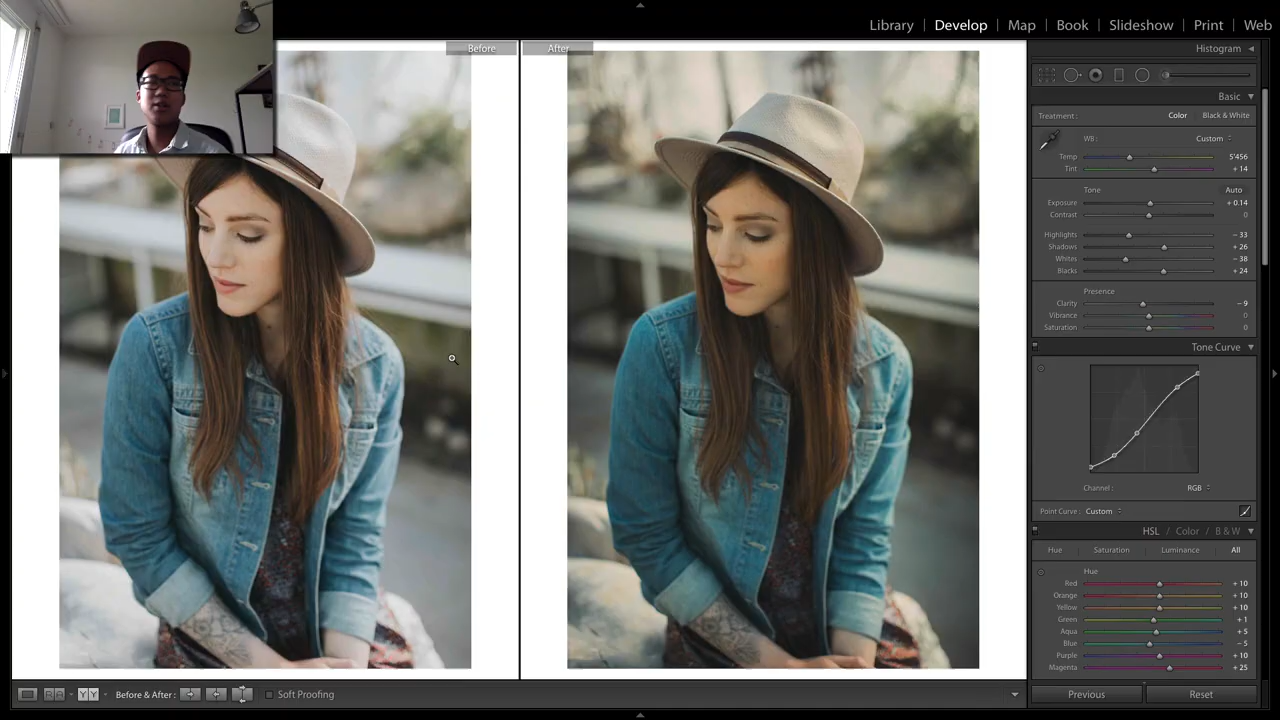 Library | Develop | Map | Book | Slideshow | Print | Web
Before
After
Histogram
Basic
Treatment : Color Black & White
WB : Custom
Temp 5'456
Tint + 14
Tone Auto
Exposure + 0.14
Contrast 0
Highlights − 33
Shadows + 26
Whites − 38
Blacks + 24
Presence
Clarity − 9
Vibrance 0
Saturation 0
Tone Curve
Channel : RGB
Point Curve : Custom
HSL / Color / B & W
Hue Saturation Luminance All
Hue
Red + 10
Orange + 10
Yellow + 10
Green + 1
Aqua + 5
Blue − 5
Purple + 10
Magenta + 25
Before & After : Soft Proofing
Previous Reset